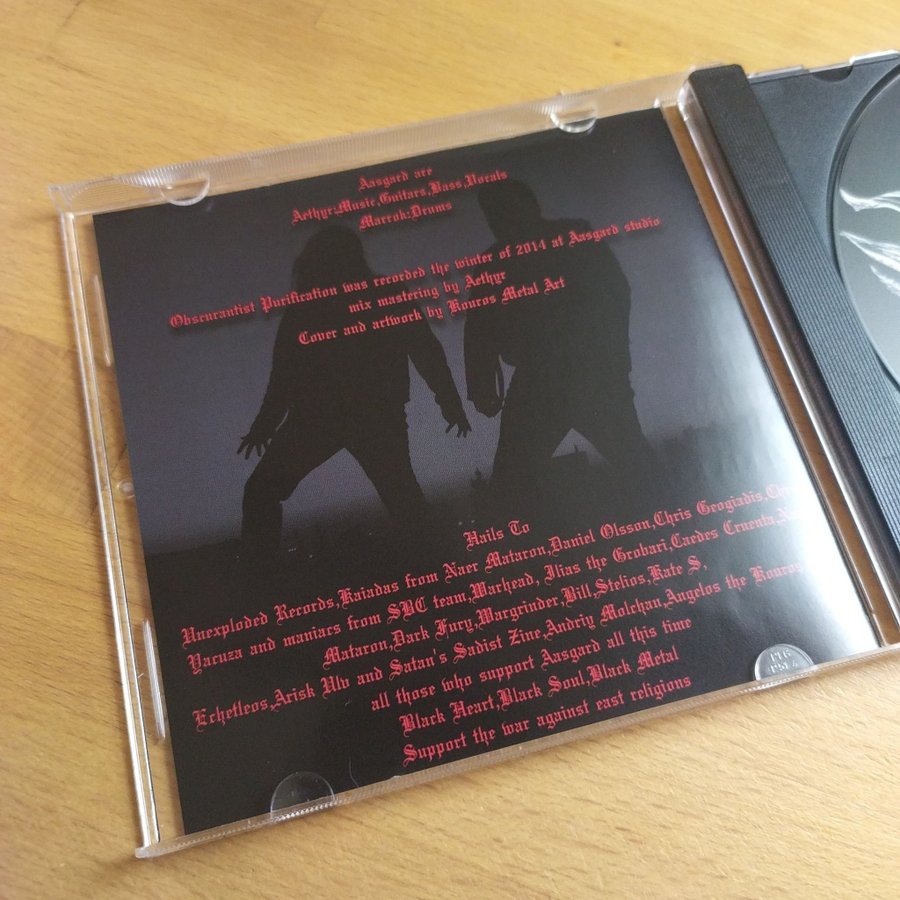 Aasgard are
Aethyr:Music,Guitars,Bass,Vocals
Marrok:Drums
Obscurantist Purification was recorded the winter of 2014 at Aasgard studio
mix mastering by Aethyr
Cover and artwork by Kouros Metal Art
Hails To
Unexploded Records,Kaiadas from Naer Mataron,Daniel Olsson,Chris Geogiadis,
Yacuza and maniacs from SBC team,Warhead, Ilias the Grobari,Caedes Cruenta,
Mataron,Dark Fury,Wargrinder,Bill,Stelios,Kate S,
Echetleos,Arisk Ulv and Satan's Sadist Zine,Andriy Molchan,Angelos the Kouros
all those who support Aasgard all this time
Black Heart,Black Soul,Black Metal
Support the war against east religions